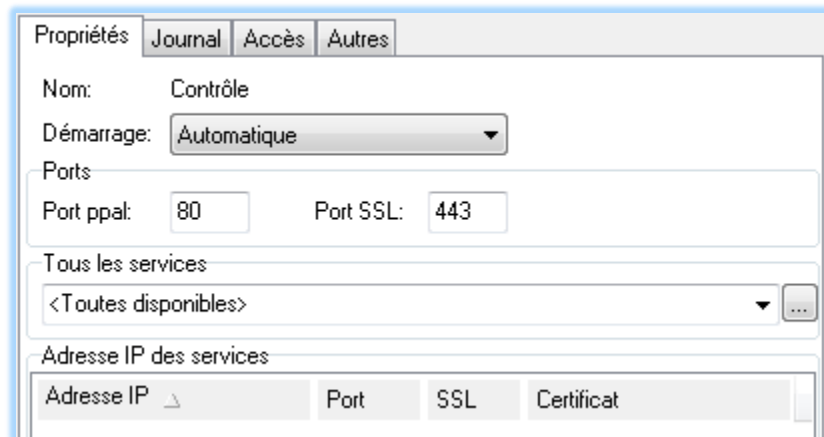 Propriétés Journal Accès Autres
Nom: Contrôle
Démarrage: Automatique
Ports
Port ppal: 80 Port SSL: 443
Tous les services
<Toutes disponibles> ...
Adresse IP des services
Adresse IP Port SSL Certificat